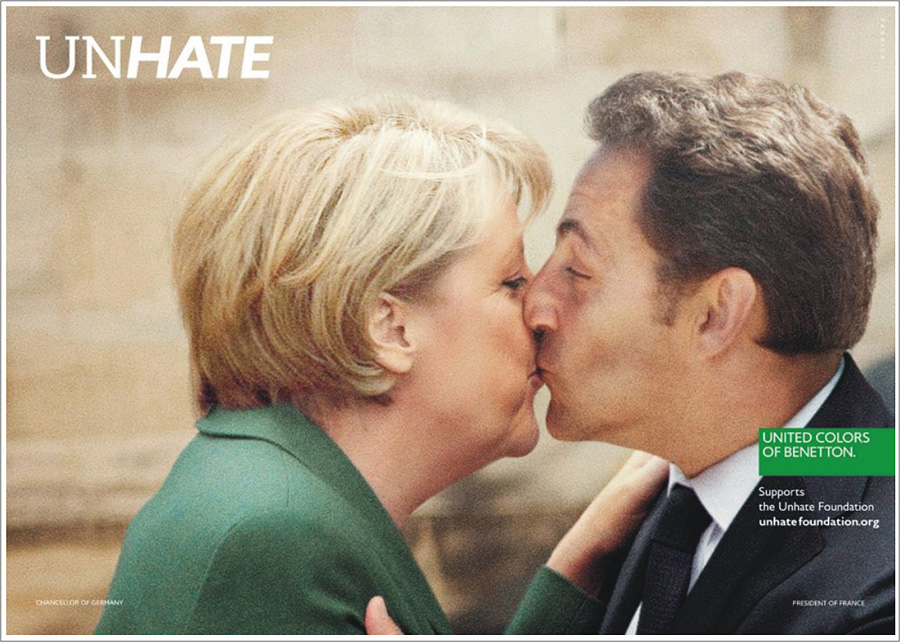 UNHATE
UNITED COLORS
OF BENETTON.
Supports
the Unhate Foundation
unhatefoundation.org
CHANCELLOR OF GERMANY
PRESIDENT OF FRANCE